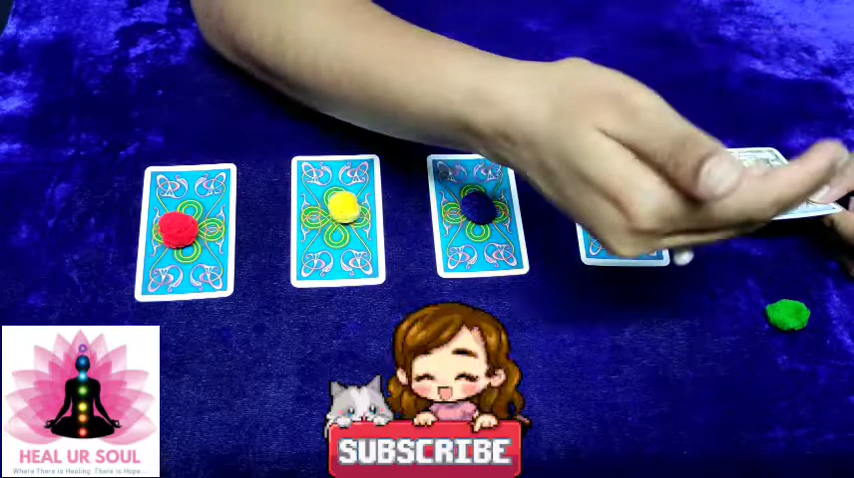 HEAL UR SOUL
Where There is Healing, There is Hope...
SUBSCRIBE